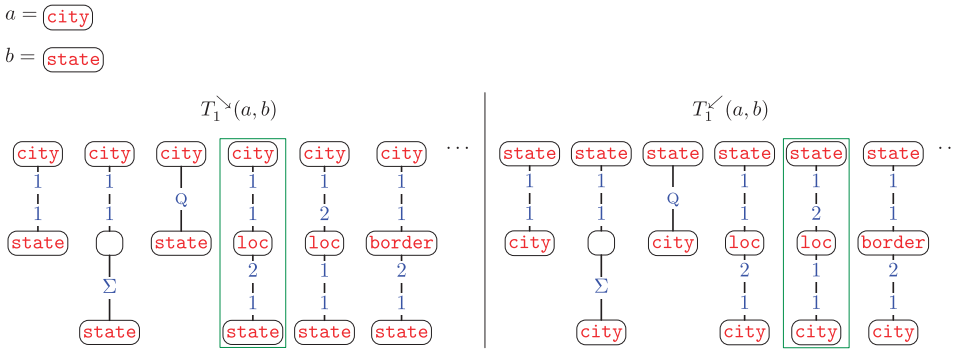 a = city
b = state
T₁↘(a, b) T₁↙(a, b)
city city city city city city ··· state state state state state state ··
1 1 1 1 1 1 1 1 1 1
Q Q
1 1 1 2 1 1 1 1 2 1
state state loc loc border city city loc loc border
2 1 2 2 1 2
Σ Σ
1 1 1 1 1 1
state state state state city city city city